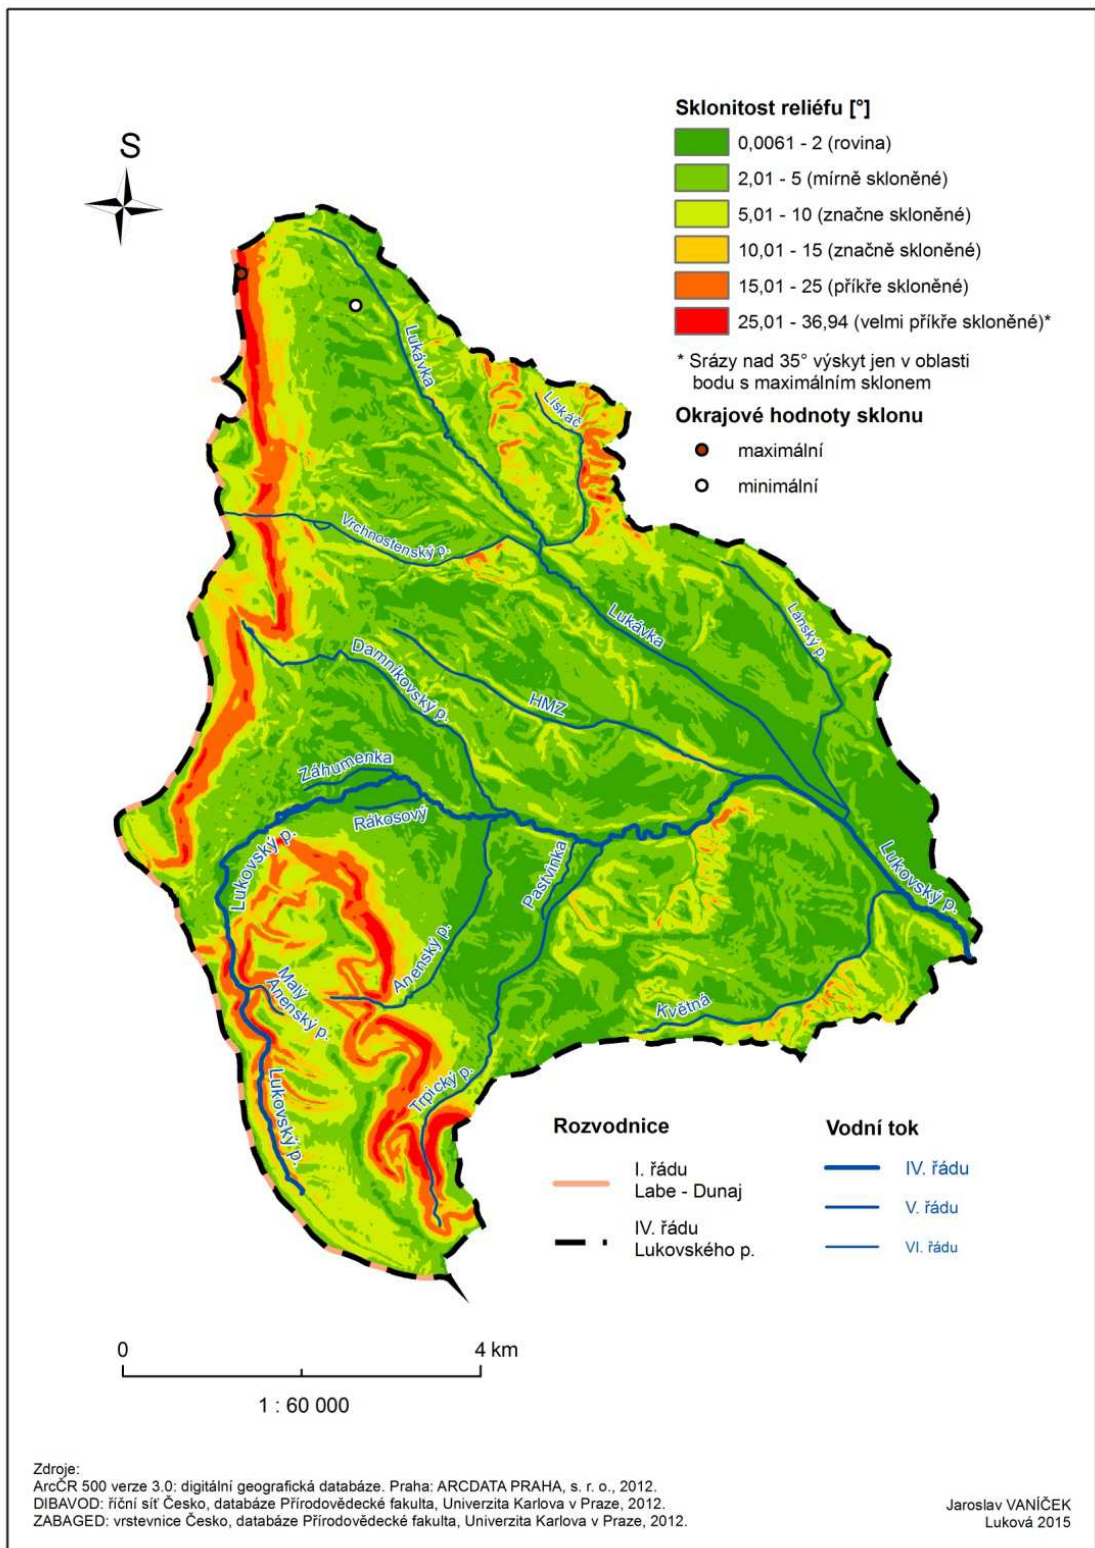 S
Sklonitost reliéfu [°]
0,0061 - 2 (rovina)
2,01 - 5 (mírně skloněné)
5,01 - 10 (značne skloněné)
10,01 - 15 (značně skloněné)
15,01 - 25 (příkře skloněné)
25,01 - 36,94 (velmi příkře skloněné)*
* Srázy nad 35° výskyt jen v oblasti
bodu s maximálním sklonem
Okrajové hodnoty sklonu
maximální
minimální
Lukávka
Lískáč
Vrchnostenský p.
Lukávka
Lánský p.
Damníkovský p.
HMZ
Záhumenka
Rákosový
Lukovský p.
Pastvinka
Lukovský p.
Anenský p.
Malý
Anenský p.
Květná
Lukovský p.
Trpický p.
Rozvodnice
I. řádu
Labe - Dunaj
IV. řádu
Lukovského p.
Vodní tok
IV. řádu
V. řádu
VI. řádu
0 4 km
1 : 60 000
Zdroje:
ArcČR 500 verze 3.0: digitální geografická databáze. Praha: ARCDATA PRAHA, s. r. o., 2012.
DIBAVOD: říční síť Česko, databáze Přírodovědecké fakulta, Univerzita Karlova v Praze, 2012.
ZABAGED: vrstevnice Česko, databáze Přírodovědecké fakulta, Univerzita Karlova v Praze, 2012.
Jaroslav VANÍČEK
Luková 2015